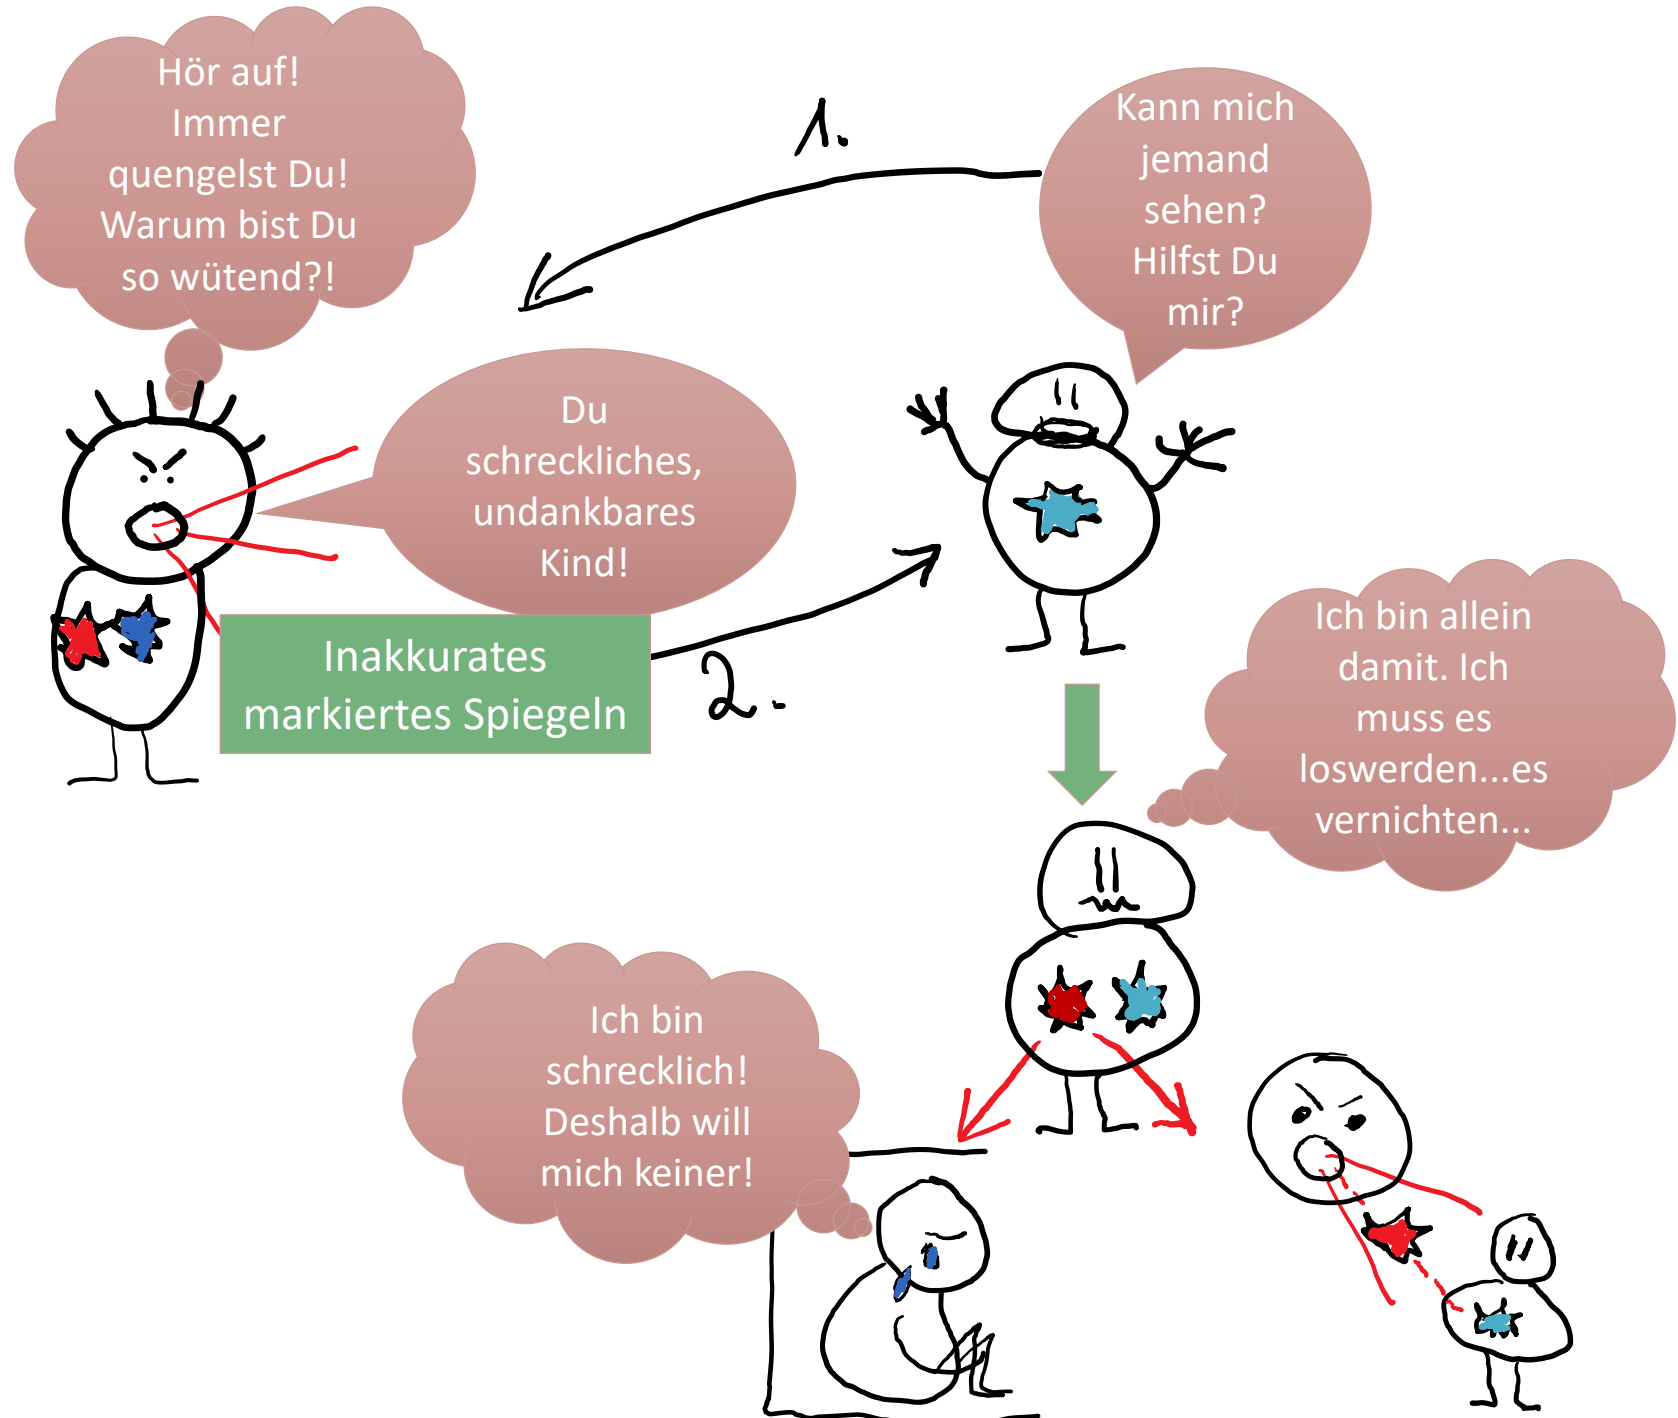 Hör auf!
Immer
quengelst Du!
Warum bist Du
so wütend?!
1.
Kann mich
jemand
sehen?
Hilfst Du
mir?
Du
schreckliches,
undankbares
Kind!
Inakkurates
markiertes Spiegeln
2.
Ich bin allein
damit. Ich
muss es
loswerden...es
vernichten...
Ich bin
schrecklich!
Deshalb will
mich keiner!